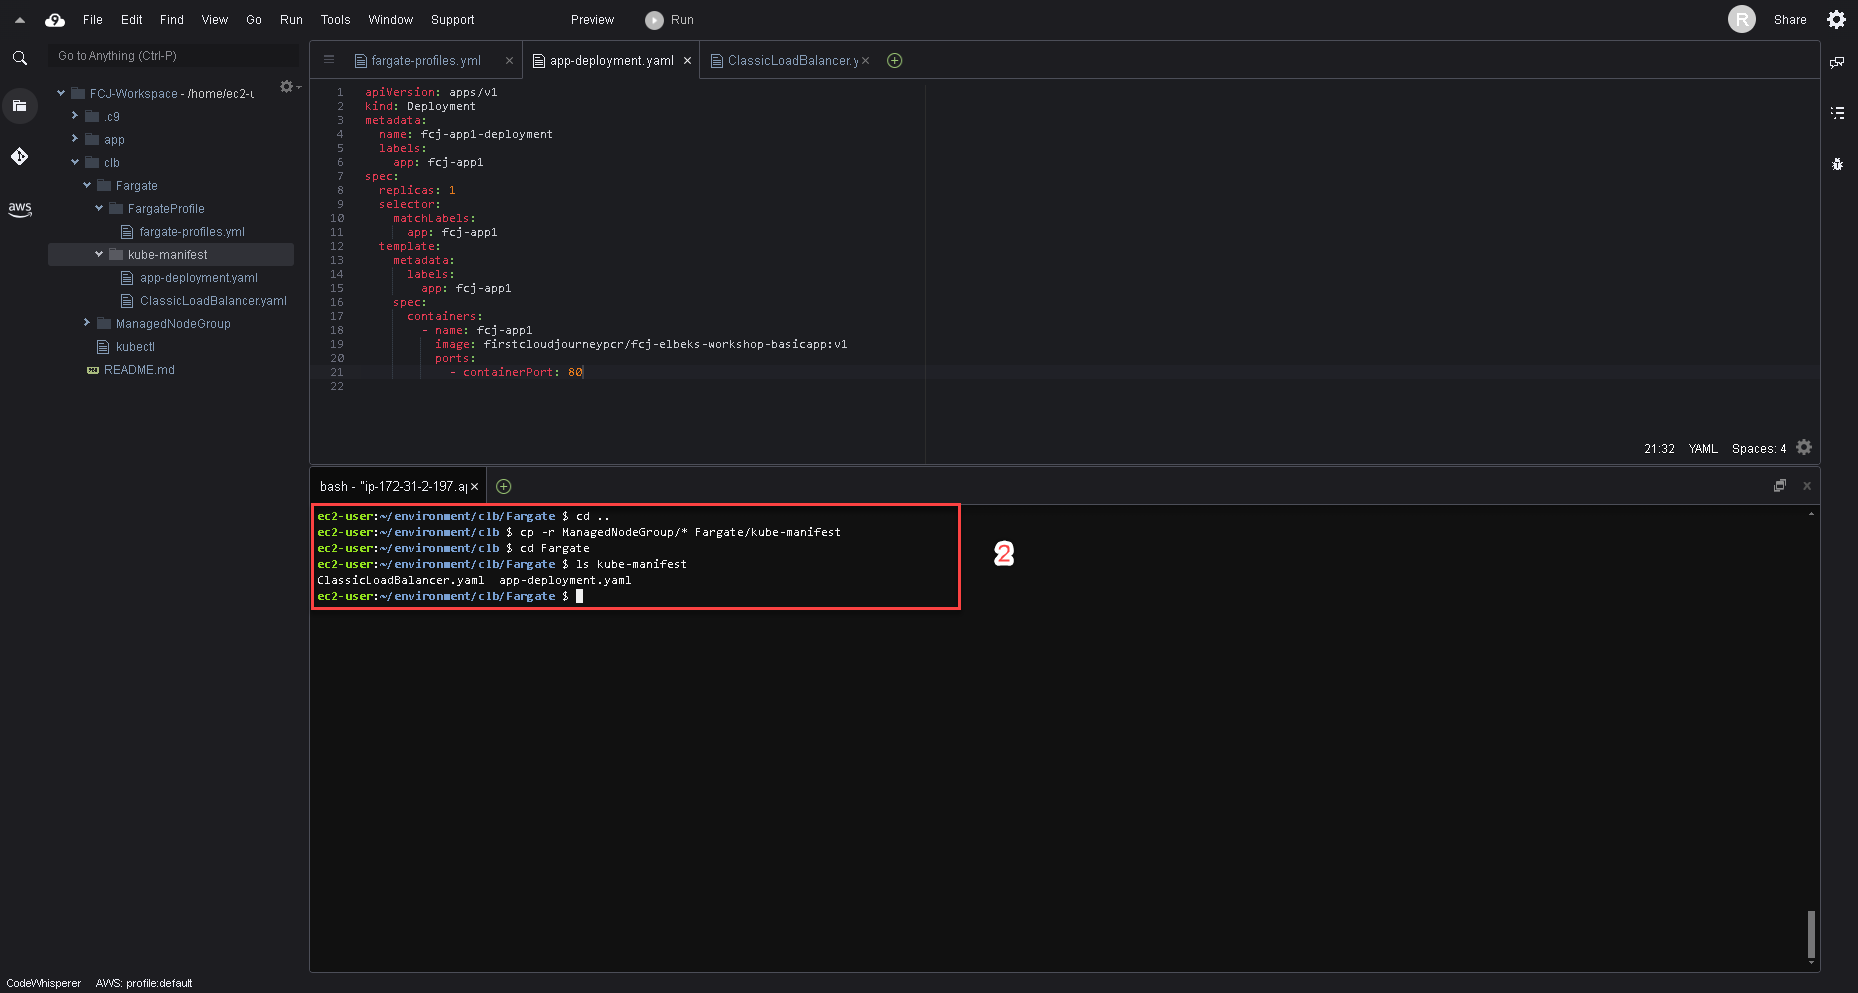 File Edit Find View Go Run Tools Window Support Preview Run R Share
Go to Anything (Ctrl-P)
FCJ-Workspace - /home/ec2-u
.c9
app
clb
Fargate
FargateProfile
fargate-profiles.yml
kube-manifest
app-deployment.yaml
ClassicLoadBalancer.yaml
ManagedNodeGroup
kubectl
README.md
aws
fargate-profiles.yml app-deployment.yaml ClassicLoadBalancer.y
1 apiVersion: apps/v1
2 kind: Deployment
3 metadata:
4 name: fcj-app1-deployment
5 labels:
6 app: fcj-app1
7 spec:
8 replicas: 1
9 selector:
10 matchLabels:
11 app: fcj-app1
12 template:
13 metadata:
14 labels:
15 app: fcj-app1
16 spec:
17 containers:
18 - name: fcj-app1
19 image: firstcloudjourneypcr/fcj-elbeks-workshop-basicapp:v1
20 ports:
21 - containerPort: 80
22
21:32 YAML Spaces: 4
bash - "ip-172-31-2-197.ap
ec2-user:~/environment/clb/Fargate $ cd ..
ec2-user:~/environment/clb $ cp -r ManagedNodeGroup/* Fargate/kube-manifest
ec2-user:~/environment/clb $ cd Fargate
ec2-user:~/environment/clb/Fargate $ ls kube-manifest
ClassicLoadBalancer.yaml app-deployment.yaml
ec2-user:~/environment/clb/Fargate $
2
CodeWhisperer AWS: profile:default